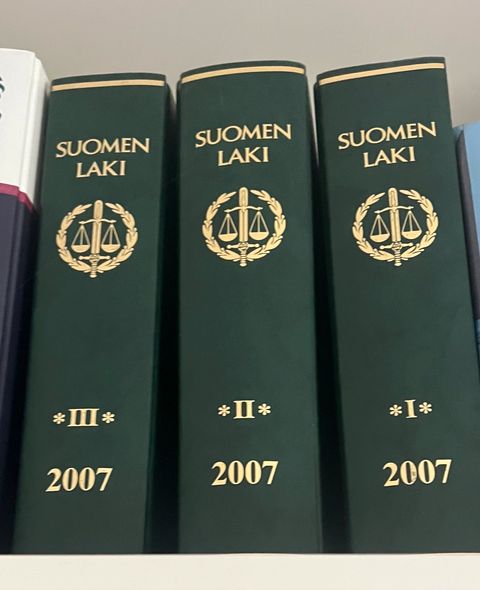 SUOMEN
LAKI
*III*
2007
SUOMEN
LAKI
*II*
2007
SUOMEN
LAKI
*I*
2007